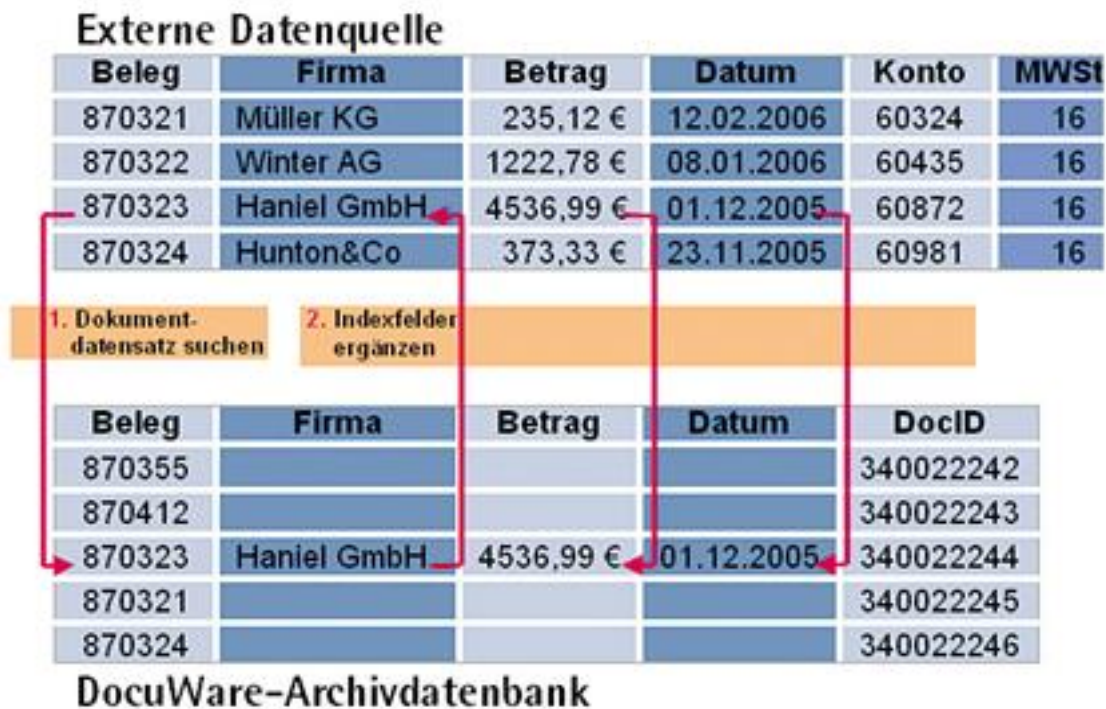 Externe Datenquelle
Beleg Firma Betrag Datum Konto MWSt
870321 Müller KG 235,12 € 12.02.2006 60324 16
870322 Winter AG 1222,78 € 08.01.2006 60435 16
870323 Haniel GmbH 4536,99 € 01.12.2005 60872 16
870324 Hunton&Co 373,33 € 23.11.2005 60981 16
1. Dokument- 2. Indexfelder
datensatz suchen ergänzen
Beleg Firma Betrag Datum DocID
870355 340022242
870412 340022243
870323 Haniel GmbH 4536,99 € 01.12.2005 340022244
870321 340022245
870324 340022246
DocuWare-Archivdatenbank